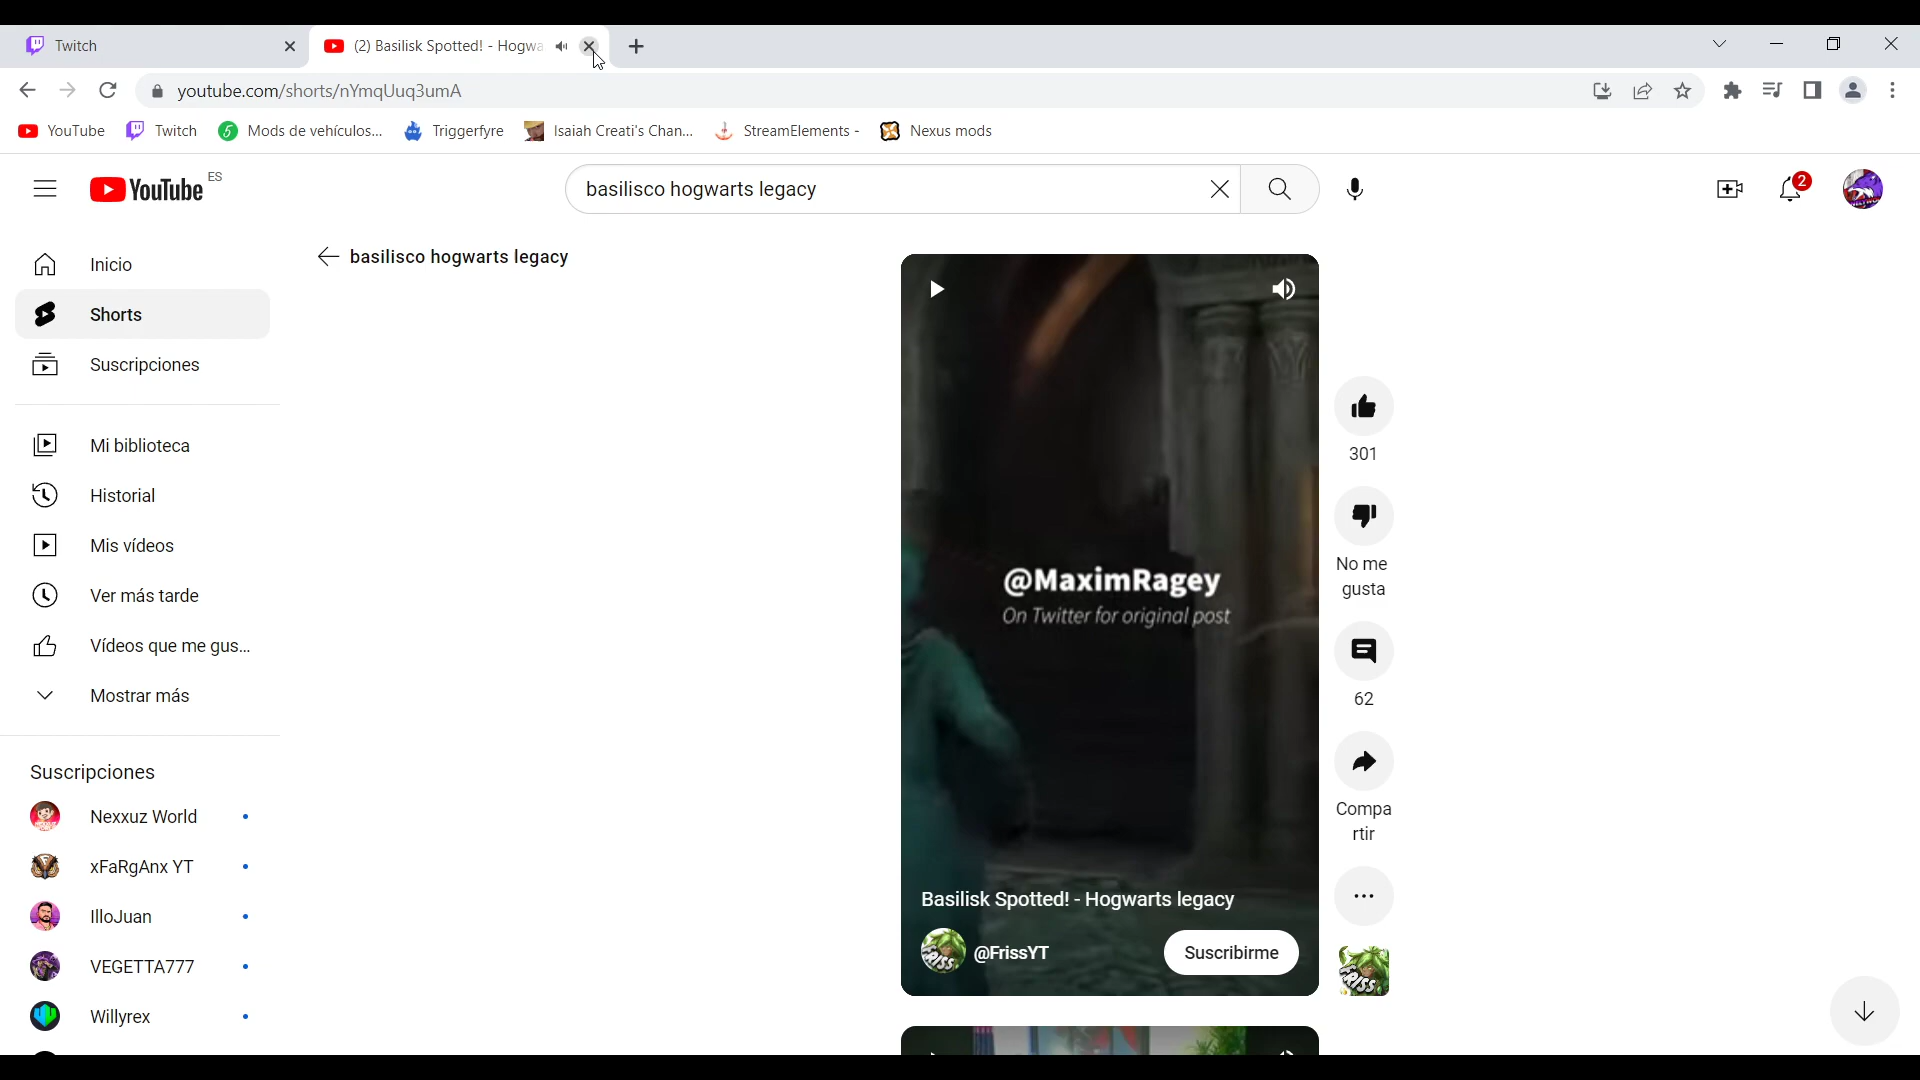 Twitch
(2) Basilisk Spotted! - Hogwa
youtube.com/shorts/nYmqUuq3umA
YouTube
Twitch
Mods de vehículos...
Triggerfyre
Isaiah Creati's Chan...
StreamElements -
Nexus mods
YouTube ES
basilisco hogwarts legacy
2
Inicio
Shorts
Suscripciones
Mi biblioteca
Historial
Mis vídeos
Ver más tarde
Vídeos que me gus...
Mostrar más
Suscripciones
Nexxuz World
xFaRgAnx YT
IlloJuan
VEGETTA777
Willyrex
basilisco hogwarts legacy
@MaximRagey
On Twitter for original post
Basilisk Spotted! - Hogwarts legacy
@FrissYT
Suscribirme
301
No me
gusta
62
Compa
rtir
FRISS